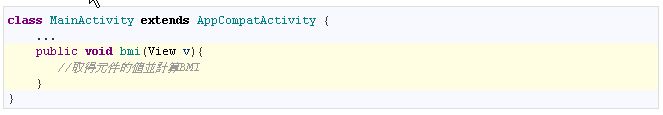 class MainActivity extends AppCompatActivity {
...
public void bmi(View v){
//取得元件的值並計算BMI
}
}